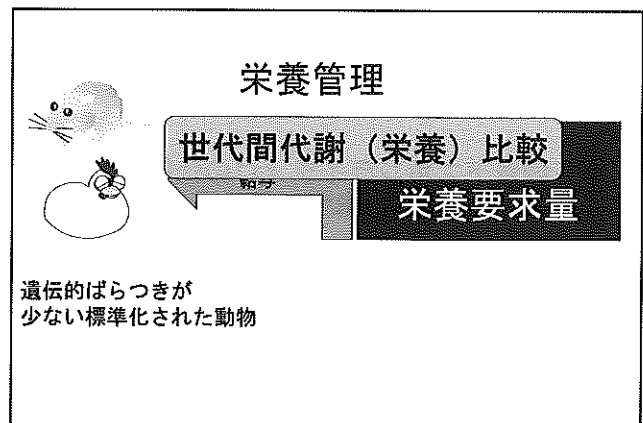 栄養管理
世代間代謝（栄養）比較
栄養要求量
遺伝的ばらつきが
少ない標準化された動物